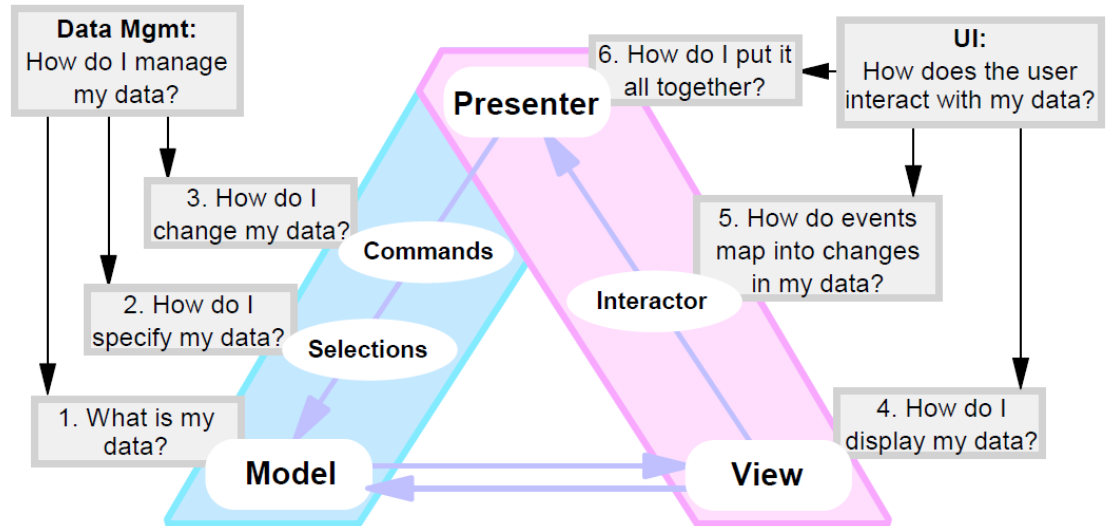 Data Mgmt:
How do I manage
my data?
6. How do I put it
all together?
UI:
How does the user
interact with my data?
Presenter
3. How do I
change my data?
Commands
5. How do events
map into changes
in my data?
2. How do I
specify my data?
Selections
Interactor
1. What is my
data?
4. How do I
display my data?
Model
View